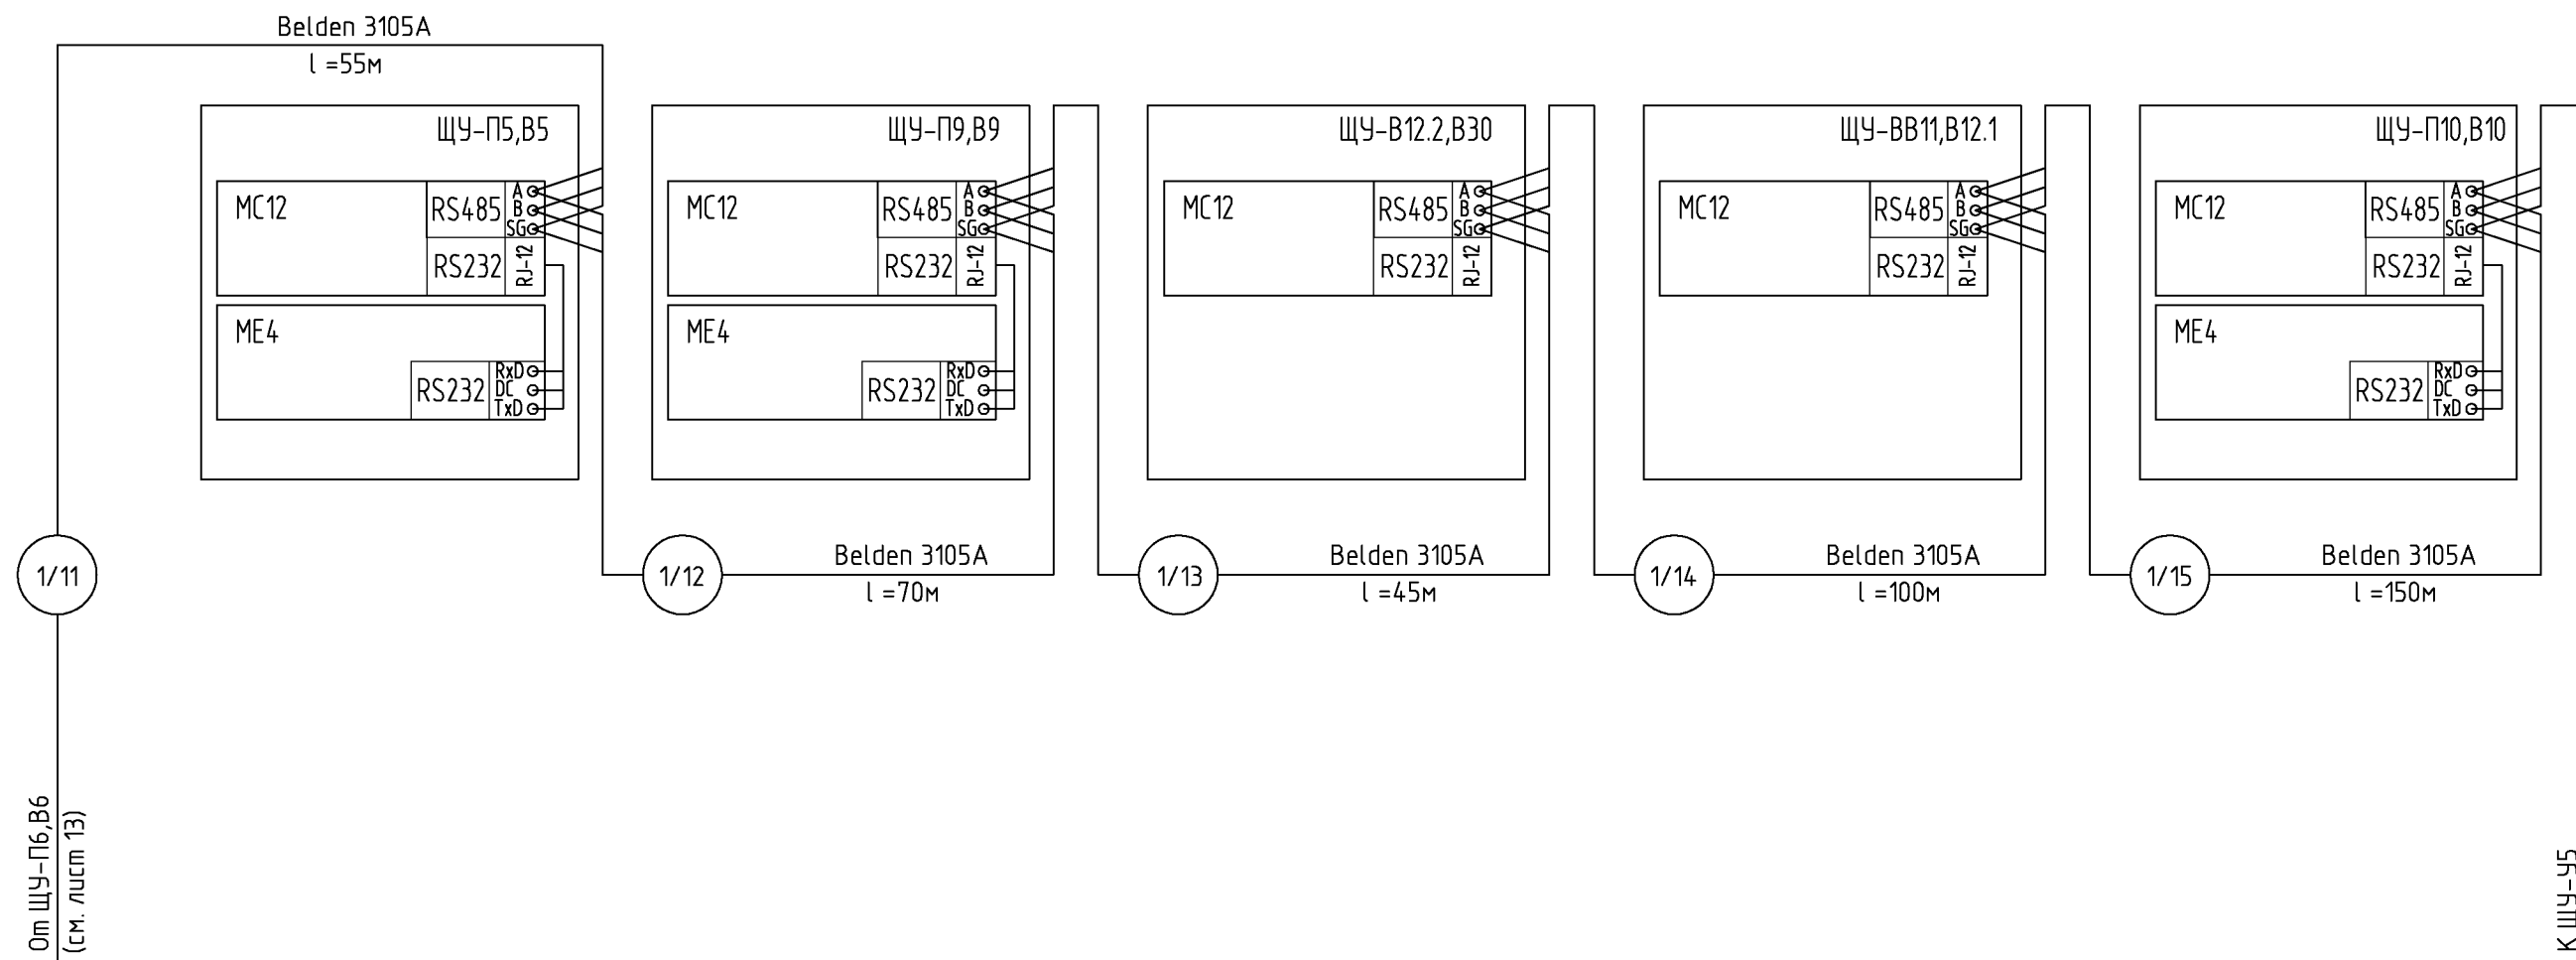 Belden 3105A
l =55м
ЩУ-П5,В5
MC12
RS485
A
B
SG
RS232
RJ-12
ME4
RS232
RxD
DC
TxD
ЩУ-П9,В9
MC12
RS485
A
B
SG
RS232
RJ-12
ME4
RS232
RxD
DC
TxD
ЩУ-В12.2,В30
MC12
RS485
A
B
SG
RS232
RJ-12
ЩУ-ВВ11,В12.1
MC12
RS485
A
B
SG
RS232
RJ-12
ЩУ-П10,В10
MC12
RS485
A
B
SG
RS232
RJ-12
ME4
RS232
RxD
DC
TxD
1/11
1/12
Belden 3105A
l =70м
1/13
Belden 3105A
l =45м
1/14
Belden 3105A
l =100м
1/15
Belden 3105A
l =150м
От ЩУ-П6,В6
(см. лист 13)
К ЩУ-У5